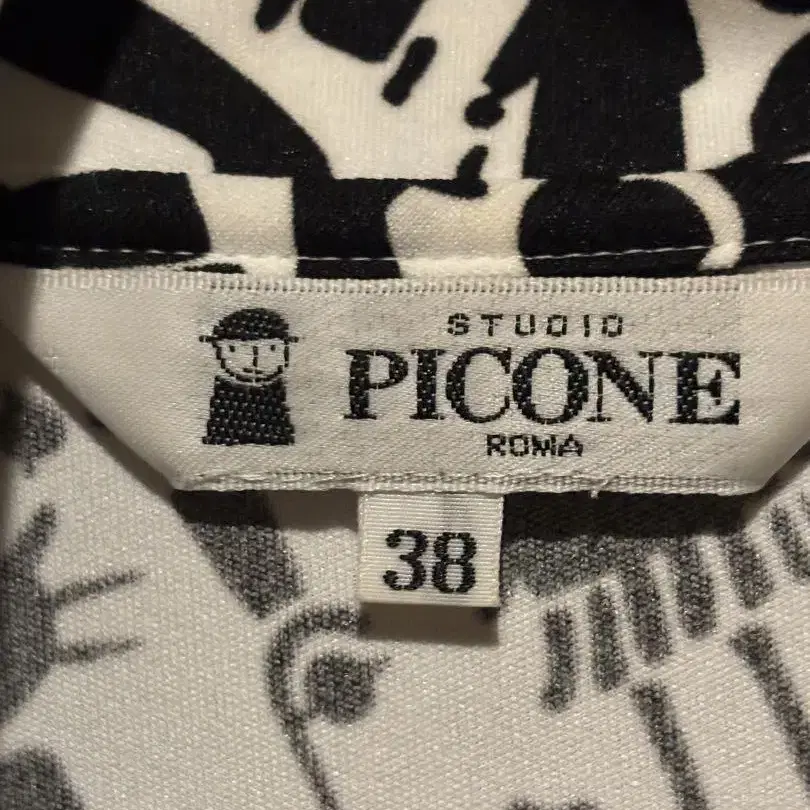 STUDIO
PICONE
ROMA
38